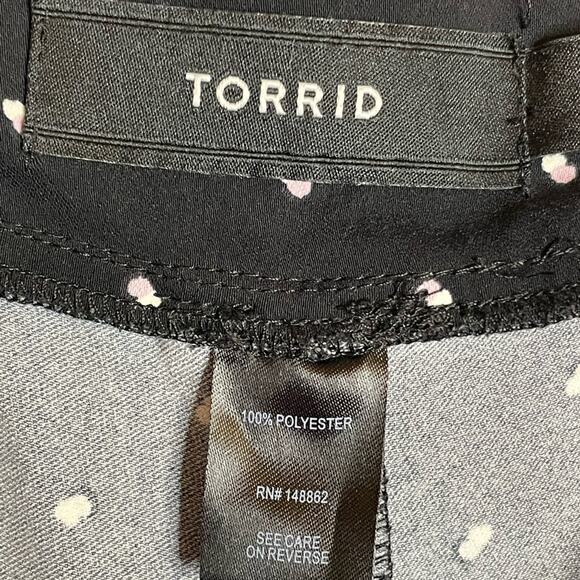 TORRID
100% POLYESTER
RN# 148862
SEE CARE
ON REVERSE